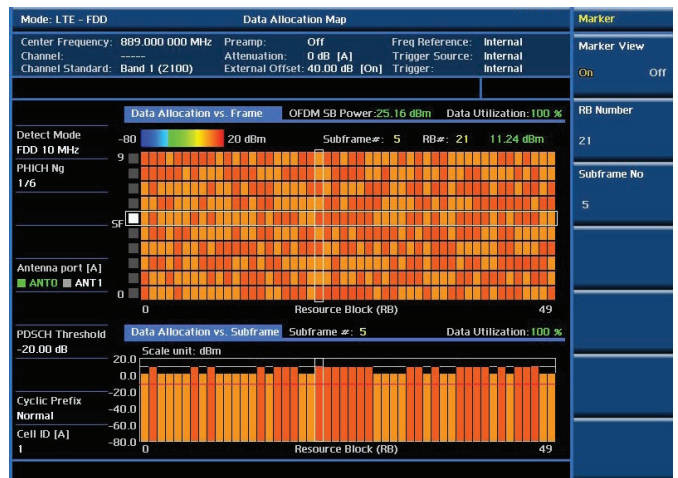 Mode: LTE - FDD Data Allocation Map Marker
Center Frequency: 889.000 000 MHz Preamp: Off Freq Reference: Internal
Channel: ----- Attenuation: 0 dB [A] Trigger Source: Internal
Channel Standard: Band 1 (2100) External Offset: 40.00 dB [On] Trigger: Internal
Marker View
On Off
Data Allocation vs. Frame OFDM SB Power:25.16 dBm Data Utilization:100 %
RB Number
21
Detect Mode
FDD 10 MHz
-80 20 dBm Subframe#: 5 RB#: 21 11.24 dBm
PHICH Ng
1/6
9
SF
0
Subframe No
5
Antenna port [A]
ANT0 ANT1
0 Resource Block (RB) 49
PDSCH Threshold
-20.00 dB
Data Allocation vs. Subframe Subframe #: 5 Data Utilization:100 %
Scale unit: dBm
20.0
0.0
-20.0
-40.0
-60.0
-80.0
Cyclic Prefix
Normal
Cell ID [A]
1
0 Resource Block (RB) 49